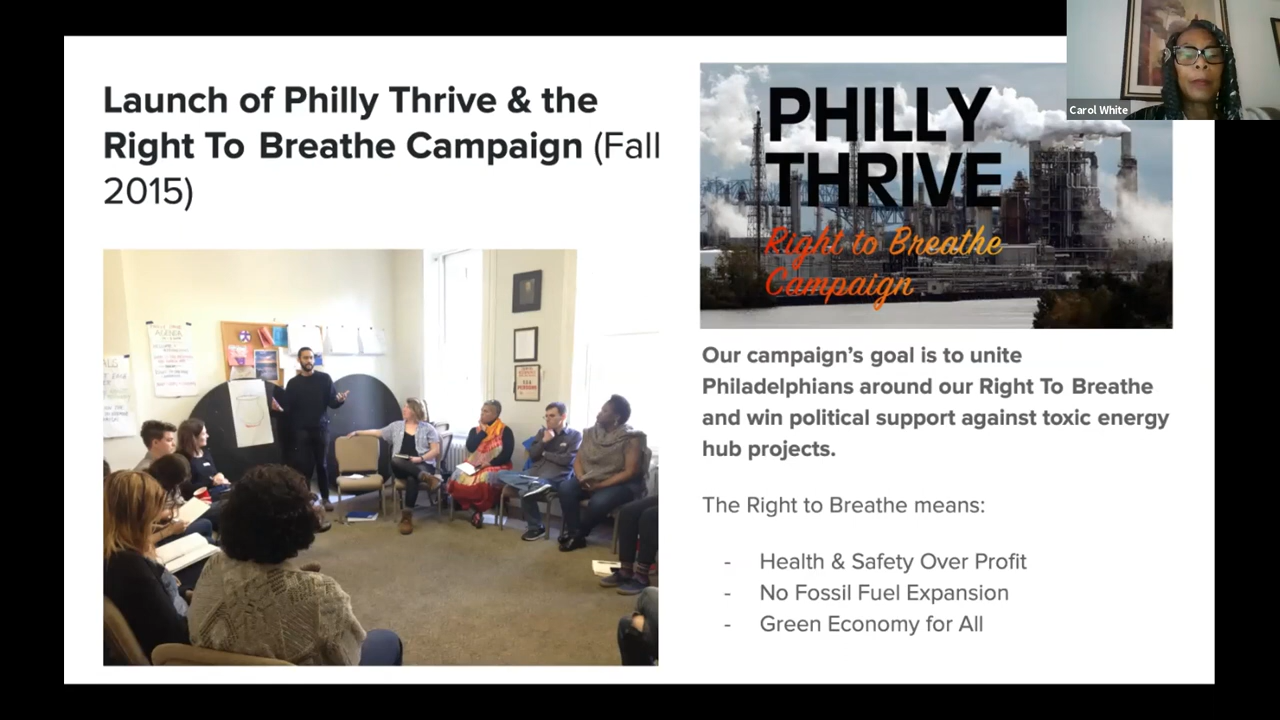 Launch of Philly Thrive & the
Right To Breathe Campaign (Fall
2015)
PHILLY
THRIVE
Right to Breathe
Campaign
Carol White
AGENDA
Our campaign's goal is to unite
Philadelphians around our Right To Breathe
and win political support against toxic energy
hub projects.
The Right to Breathe means:
- Health & Safety Over Profit
- No Fossil Fuel Expansion
- Green Economy for All